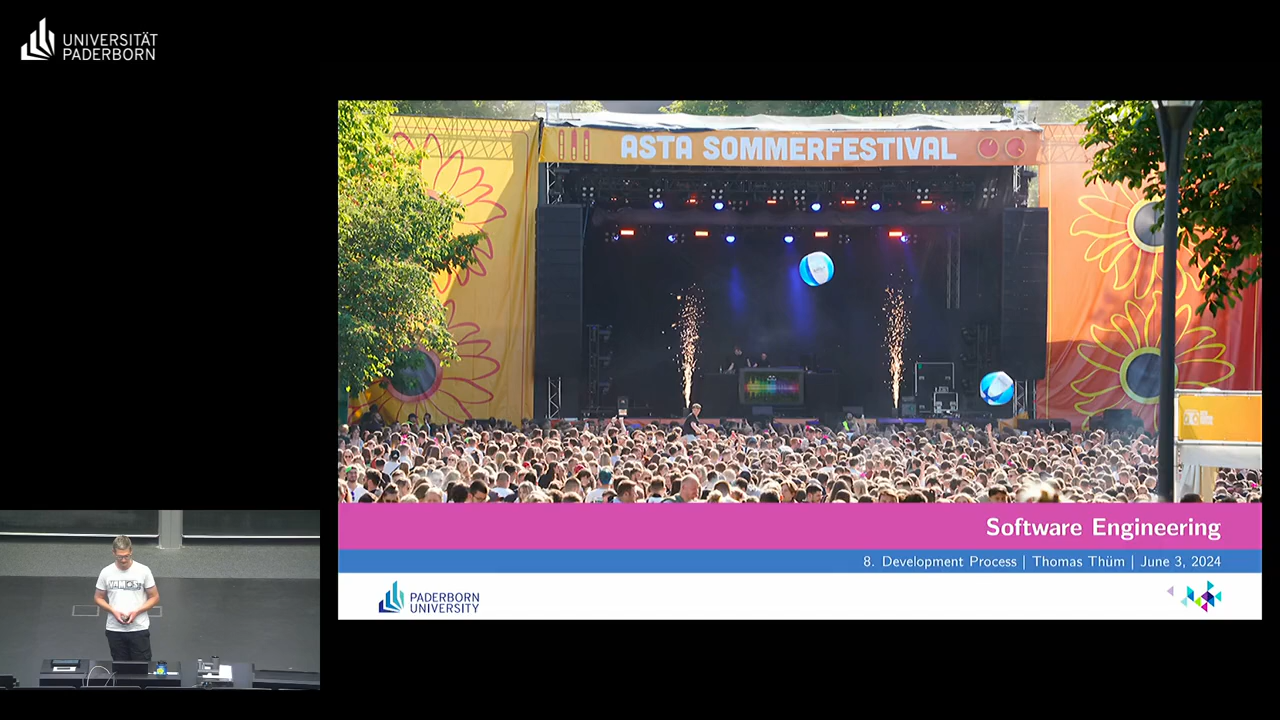 UNIVERSITÄT
PADERBORN
ASTA SOMMERFESTIVAL
Software Engineering
8. Development Process | Thomas Thüm | June 3, 2024
PADERBORN
UNIVERSITY